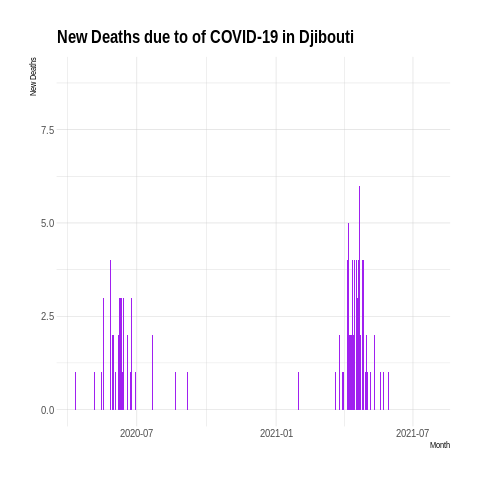 New Deaths due to of COVID-19 in Djibouti
New Deaths
7.5
5.0
2.5
0.0
2020-07 2021-01 2021-07
Month